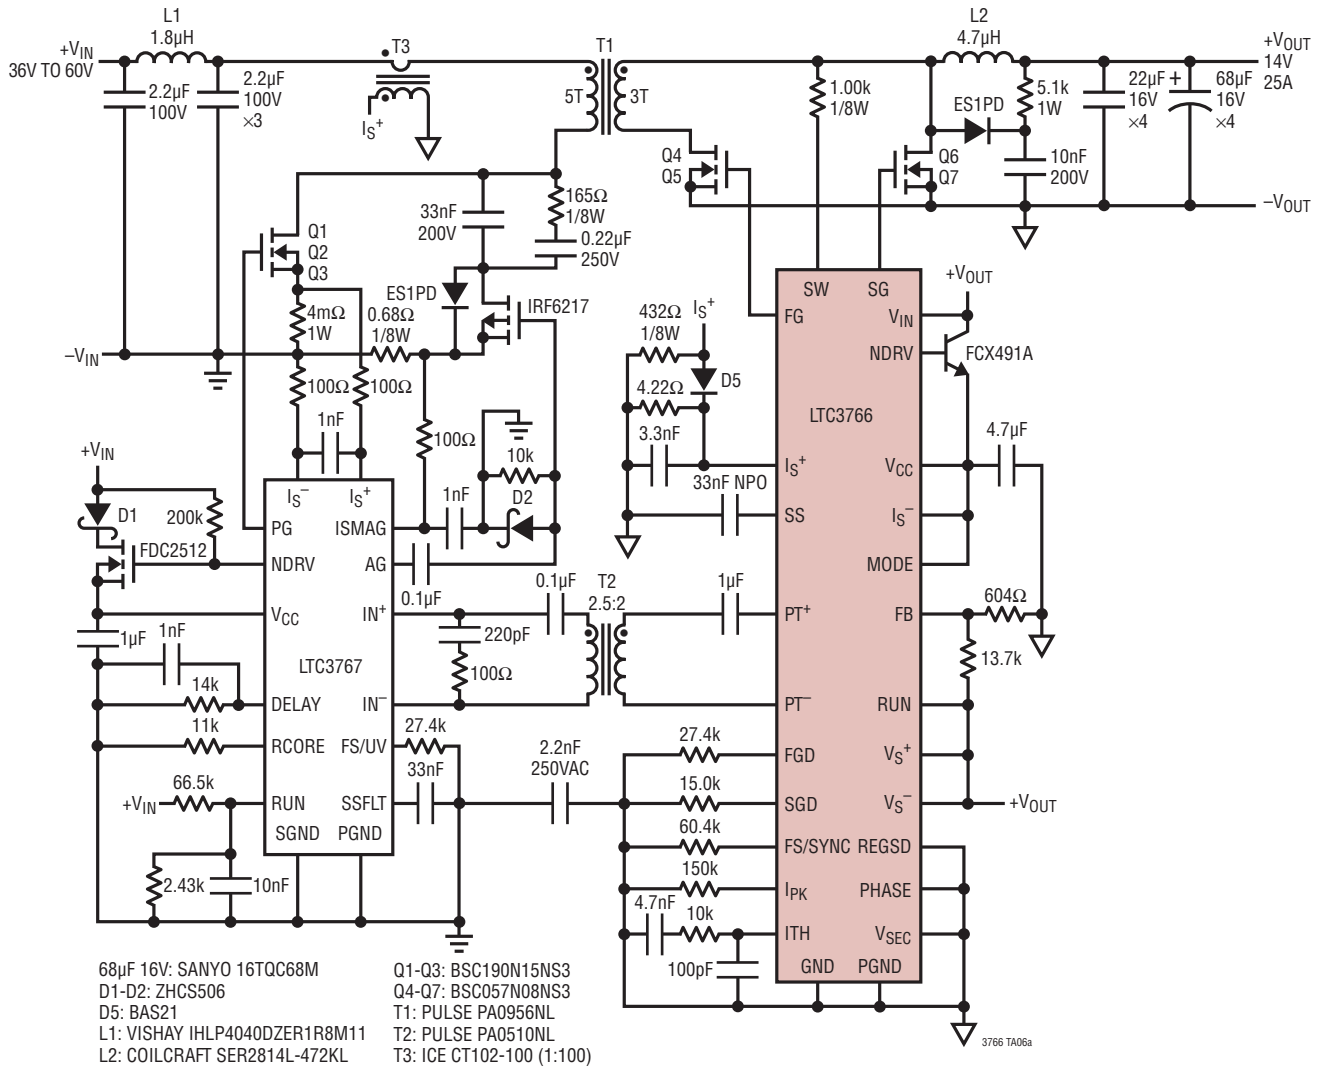 L1
1.8µH
+VIN
36V TO 60V
2.2µF
100V
2.2µF
100V
×3
T3
IS+
T1
5T
3T
L2
4.7µH
+VOUT
14V
25A
1.00k
1/8W
ES1PD
5.1k
1W
22µF
16V
×4
+
68µF
16V
×4
Q4
Q5
Q6
Q7
10nF
200V
–VOUT
33nF
200V
165Ω
1/8W
0.22µF
250V
Q1
Q2
Q3
4mΩ
1W
ES1PD
0.68Ω
1/8W
IRF6217
–VIN
100Ω
100Ω
1nF
100Ω
10k
1nF
D2
+VIN
D1
200k
FDC2512
1µF
1nF
14k
11k
66.5k
+VIN
2.43k
10nF
IS–
IS+
PG
ISMAG
NDRV
AG
VCC
IN+
LTC3767
DELAY
IN–
RCORE
FS/UV
RUN
SSFLT
SGND
PGND
0.1µF
0.1µF
T2
2.5:2
1µF
220pF
100Ω
27.4k
33nF
2.2nF
250VAC
432Ω
1/8W
IS+
D5
4.22Ω
3.3nF
33nF NPO
27.4k
15.0k
60.4k
150k
4.7nF
10k
100pF
SW
SG
FG
VIN
NDRV
LTC3766
IS+
VCC
SS
IS–
MODE
PT+
FB
PT–
RUN
FGD
VS+
SGD
VS–
FS/SYNC
REGSD
IPK
PHASE
ITH
VSEC
GND
PGND
+VOUT
FCX491A
4.7µF
604Ω
13.7k
+VOUT
68µF 16V: SANYO 16TQC68M
D1-D2: ZHCS506
D5: BAS21
L1: VISHAY IHLP4040DZER1R8M11
L2: COILCRAFT SER2814L-472KL
Q1-Q3: BSC190N15NS3
Q4-Q7: BSC057N08NS3
T1: PULSE PA0956NL
T2: PULSE PA0510NL
T3: ICE CT102-100 (1:100)
3766 TA06a